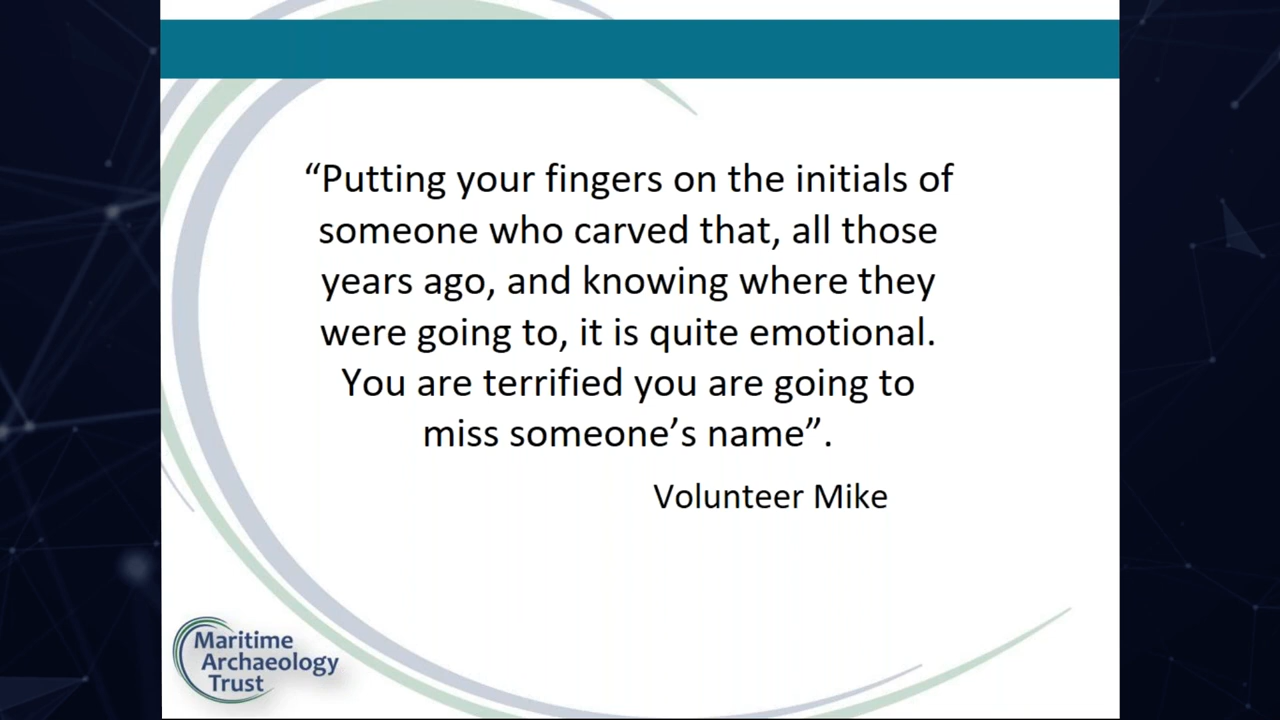 “Putting your fingers on the initials of
someone who carved that, all those
years ago, and knowing where they
were going to, it is quite emotional.
You are terrified you are going to
miss someone’s name”.
Volunteer Mike
Maritime
Archaeology
Trust